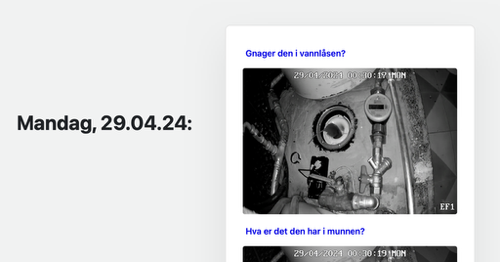 Gnager den i vannlåsen?
29/04/2024 00:30:19 MON
Mandag, 29.04.24:
EF1
Hva er det den har i munnen?
29/04/2024 00:30:19 MON